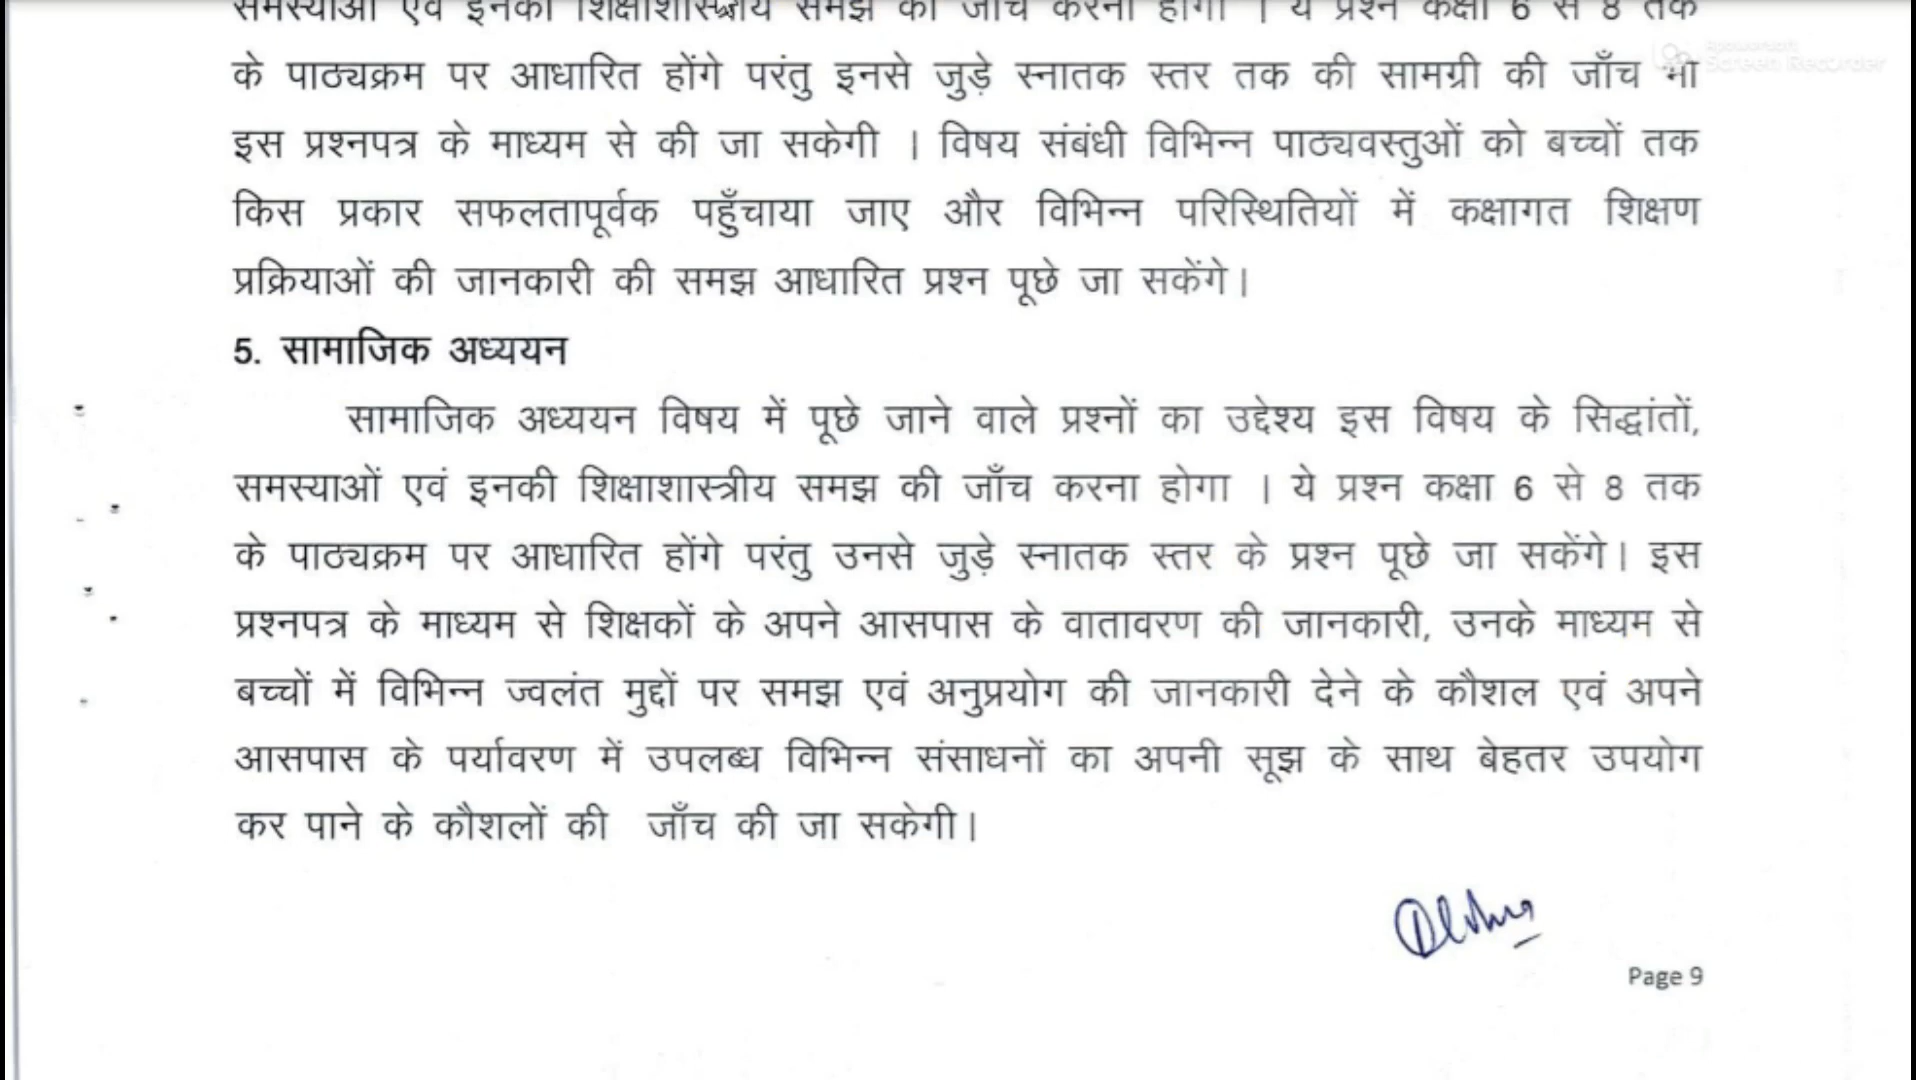 समस्याओं एवं इनकी शिक्षाशास्त्रीय समझ की जाँच करना होगा । ये प्रश्न कक्षा 6 से 8 तक
के पाठ्यक्रम पर आधारित होंगे परंतु इनसे जुड़े स्नातक स्तर तक की सामग्री की जाँच भी
Apowersoft
Screen Recorder
इस प्रश्नपत्र के माध्यम से की जा सकेगी । विषय संबंधी विभिन्न पाठ्यवस्तुओं को बच्चों तक
किस प्रकार सफलतापूर्वक पहुँचाया जाए और विभिन्न परिस्थितियों में कक्षागत शिक्षण
प्रक्रियाओं की जानकारी की समझ आधारित प्रश्न पूछे जा सकेंगे।
5. सामाजिक अध्ययन
सामाजिक अध्ययन विषय में पूछे जाने वाले प्रश्नों का उद्देश्य इस विषय के सिद्धांतों,
समस्याओं एवं इनकी शिक्षाशास्त्रीय समझ की जाँच करना होगा । ये प्रश्न कक्षा 6 से 8 तक
के पाठ्यक्रम पर आधारित होंगे परंतु उनसे जुड़े स्नातक स्तर के प्रश्न पूछे जा सकेंगे। इस
प्रश्नपत्र के माध्यम से शिक्षकों के अपने आसपास के वातावरण की जानकारी, उनके माध्यम से
बच्चों में विभिन्न ज्वलंत मुद्दों पर समझ एवं अनुप्रयोग की जानकारी देने के कौशल एवं अपने
आसपास के पर्यावरण में उपलब्ध विभिन्न संसाधनों का अपनी सूझ के साथ बेहतर उपयोग
कर पाने के कौशलों की जाँच की जा सकेगी।
Page 9